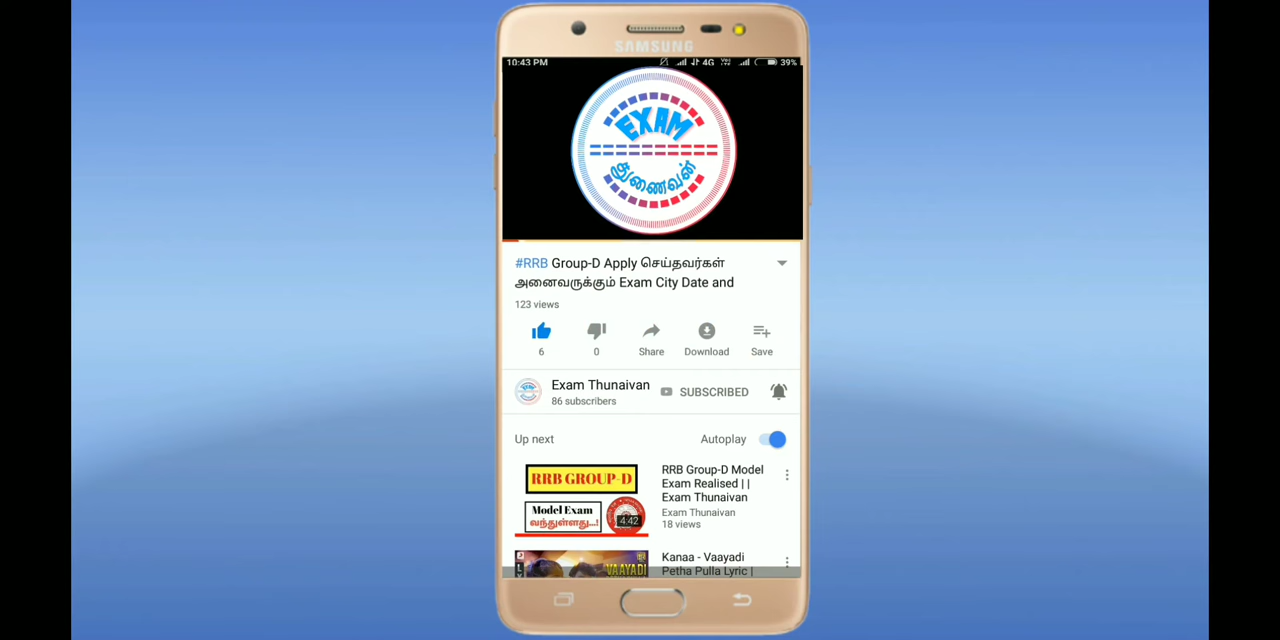 SAMSUNG
10:43 PM
4G
39%
EXAM
துணைவன்
#RRB Group-D Apply செய்தவர்கள்
அனைவருக்கும் Exam City Date and
123 views
6
0
Share
Download
Save
Exam Thunaivan
SUBSCRIBED
86 subscribers
Up next
Autoplay
RRB GROUP-D
Model Exam
வந்துள்ளது...!
4:42
RRB Group-D Model
Exam Realised ||
Exam Thunaivan
Exam Thunaivan
18 views
VAAYADI
Kanaa - Vaayadi
Petha Pulla Lyric |